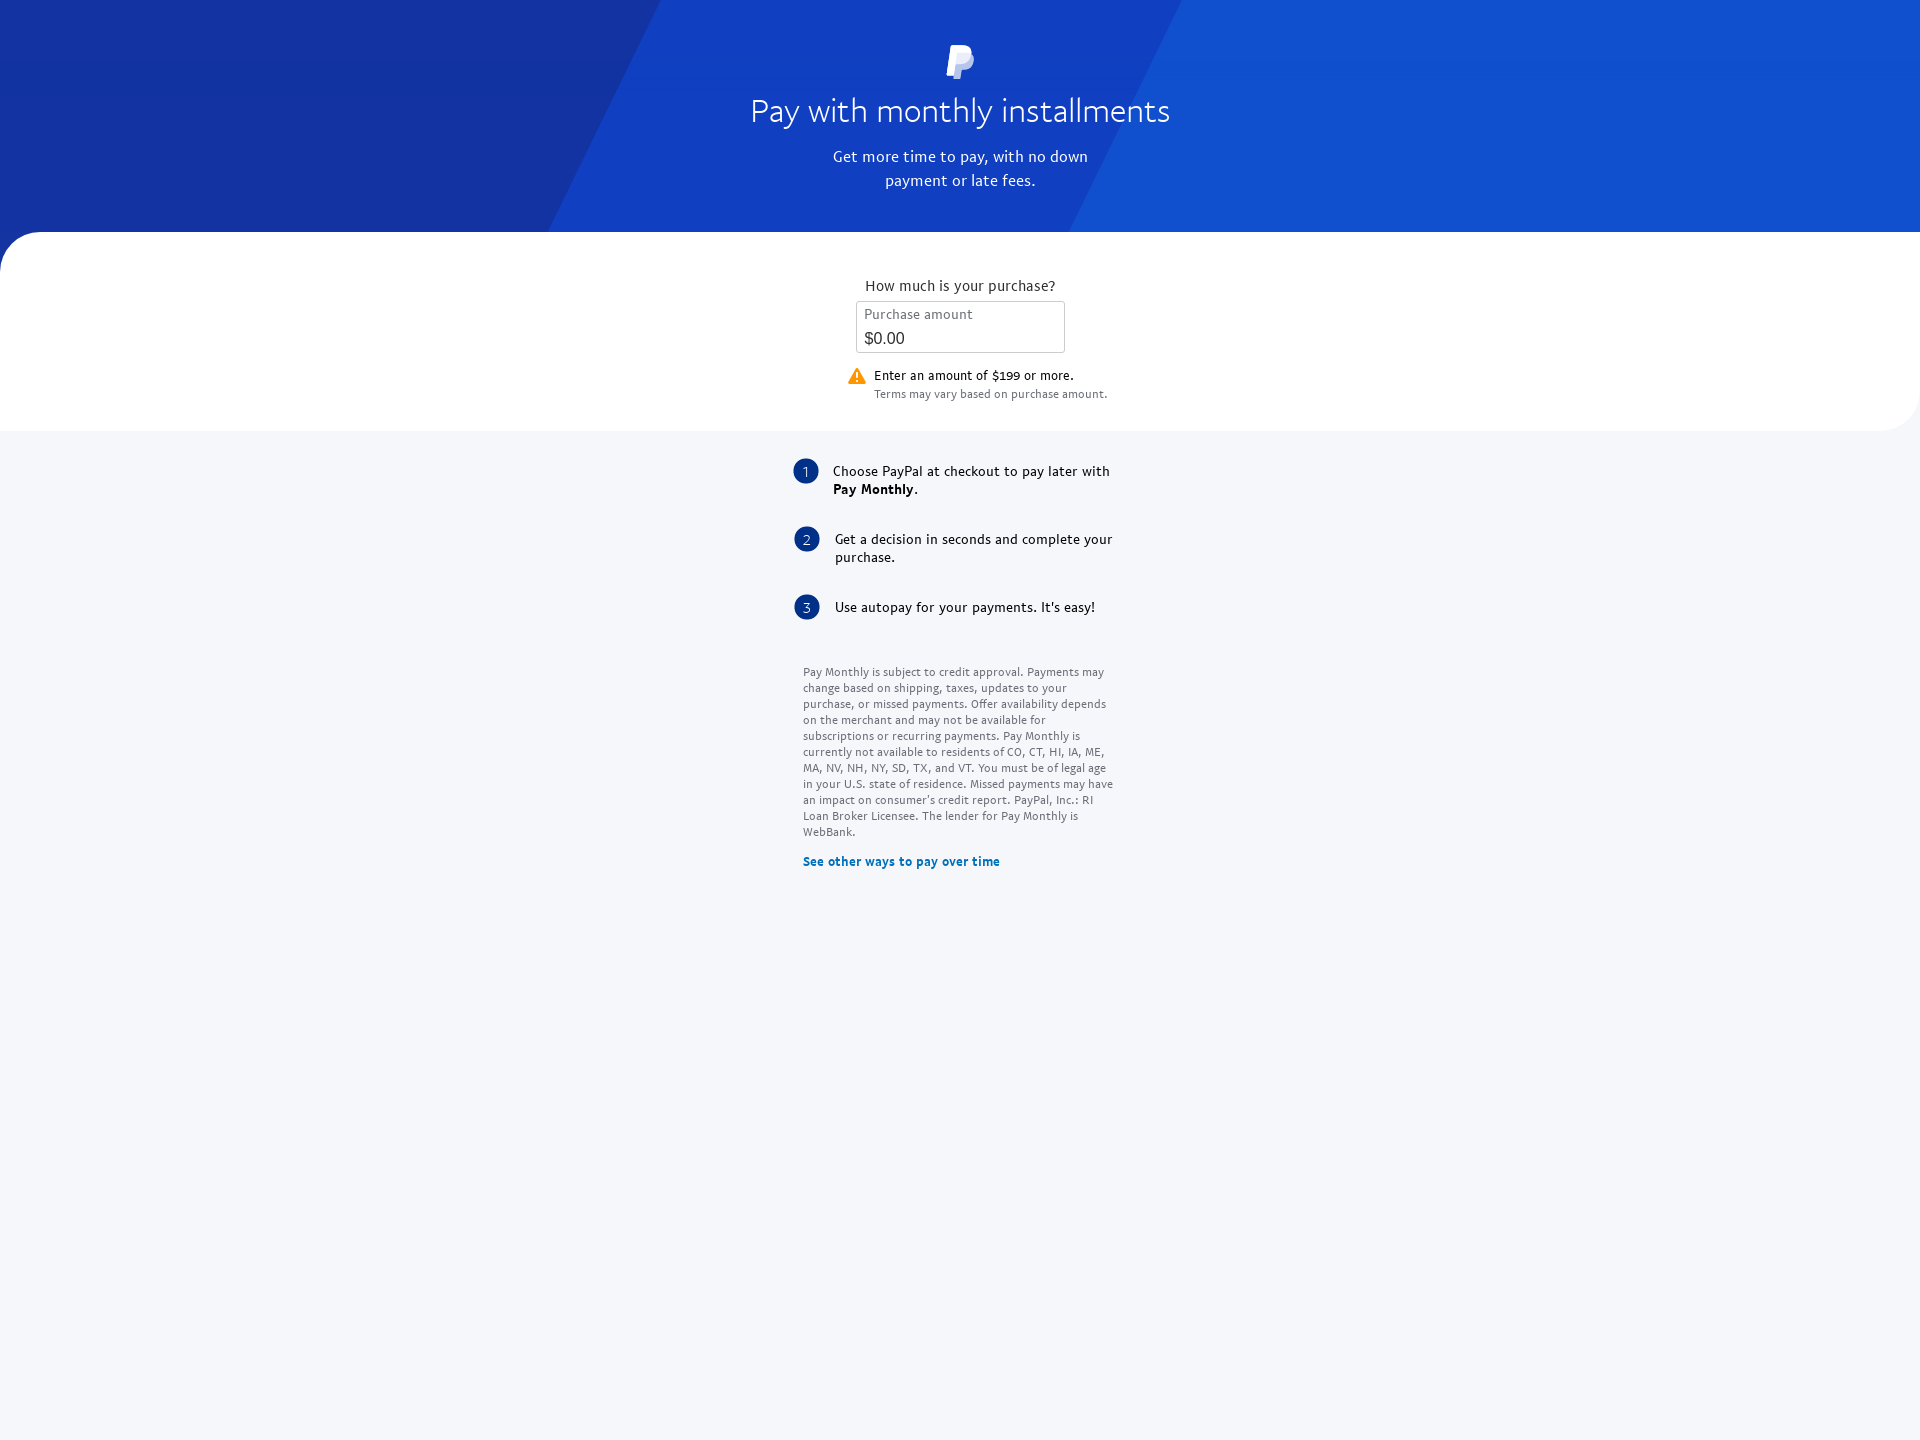 Pay with monthly installments
Get more time to pay, with no down
payment or late fees.
How much is your purchase?
Purchase amount
$0.00
Enter an amount of $199 or more.
Terms may vary based on purchase amount.
1 Choose PayPal at checkout to pay later with
Pay Monthly.
2 Get a decision in seconds and complete your
purchase.
3 Use autopay for your payments. It's easy!
Pay Monthly is subject to credit approval. Payments may
change based on shipping, taxes, updates to your
purchase, or missed payments. Offer availability depends
on the merchant and may not be available for
subscriptions or recurring payments. Pay Monthly is
currently not available to residents of CO, CT, HI, IA, ME,
MA, NV, NH, NY, SD, TX, and VT. You must be of legal age
in your U.S. state of residence. Missed payments may have
an impact on consumer's credit report. PayPal, Inc.: RI
Loan Broker Licensee. The lender for Pay Monthly is
WebBank.
See other ways to pay over time